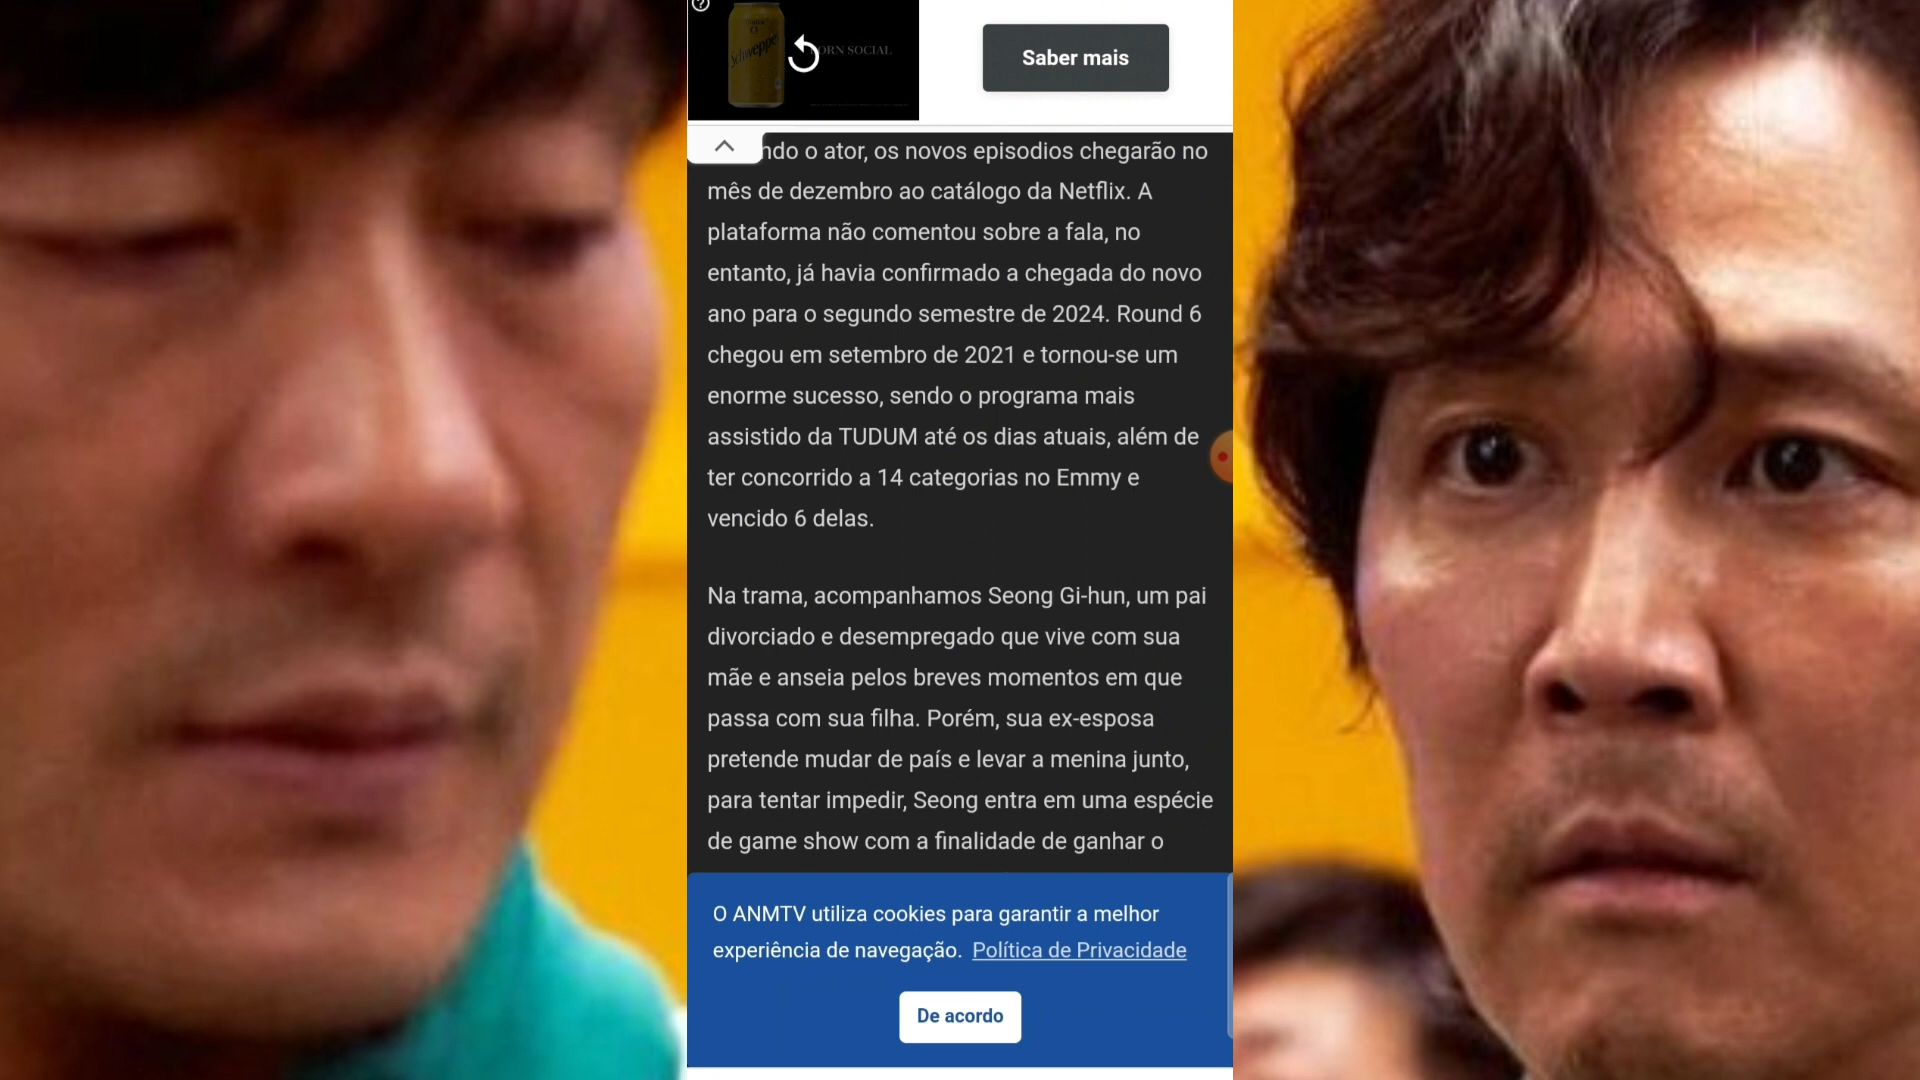 Schweppes
ORN SOCIAL
Saber mais
ndo o ator, os novos episodios chegarão no
mês de dezembro ao catálogo da Netflix. A
plataforma não comentou sobre a fala, no
entanto, já havia confirmado a chegada do novo
ano para o segundo semestre de 2024. Round 6
chegou em setembro de 2021 e tornou-se um
enorme sucesso, sendo o programa mais
assistido da TUDUM até os dias atuais, além de
ter concorrido a 14 categorias no Emmy e
vencido 6 delas.
Na trama, acompanhamos Seong Gi-hun, um pai
divorciado e desempregado que vive com sua
mãe e anseia pelos breves momentos em que
passa com sua filha. Porém, sua ex-esposa
pretende mudar de país e levar a menina junto,
para tentar impedir, Seong entra em uma espécie
de game show com a finalidade de ganhar o
O ANMTV utiliza cookies para garantir a melhor
experiência de navegação. Política de Privacidade
De acordo